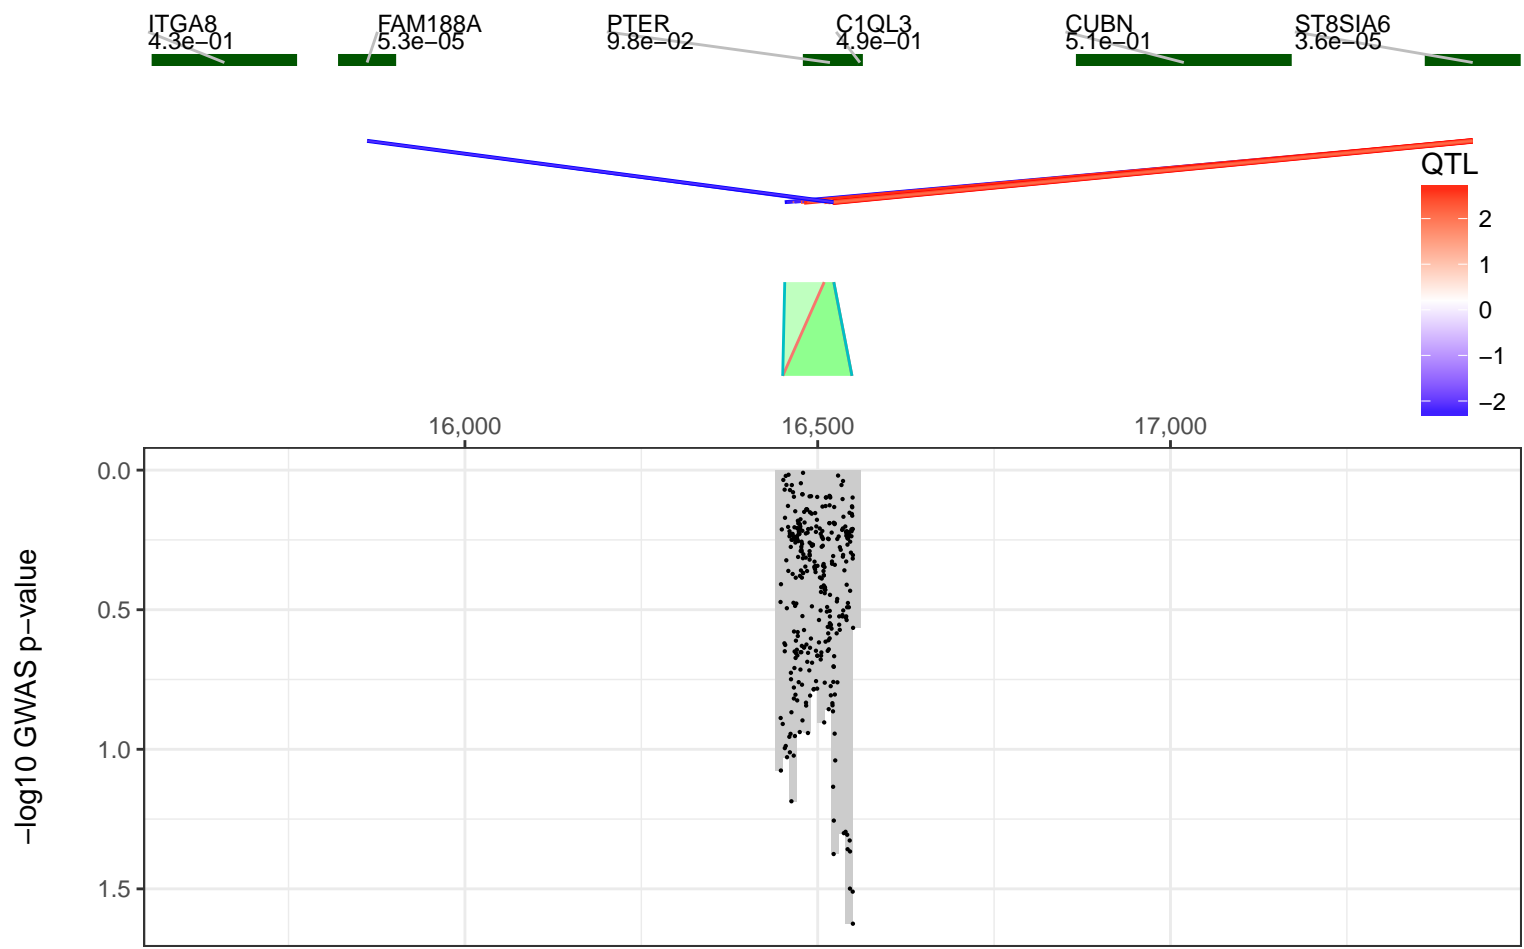 ITGA8 FAM188A PTER C1QL3 CUBN ST8SIA6
4.3e−01 5.3e−05 9.8e−02 4.9e−01 5.1e−01 3.6e−05
QTL
2
1
0
−1
−2
16,000 16,500 17,000
0.0
0.5
1.0
1.5
−log10 GWAS p−value